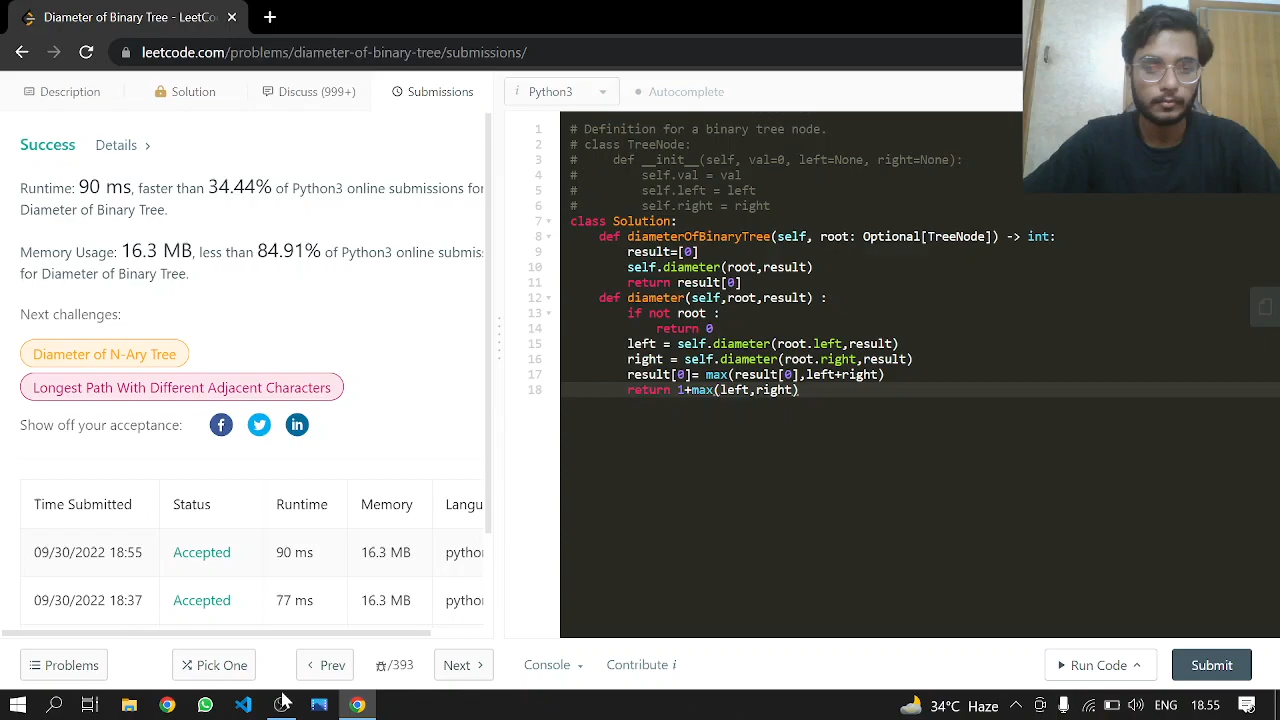 Diameter of Binary Tree - LeetCo
leetcode.com/problems/diameter-of-binary-tree/submissions/
Description
Solution
Discuss (999+)
Submissions
i Python3
Autocomplete
Success Details
Runtime: 90 ms, faster than 34.44% of Python3 online submissions for
Diameter of Binary Tree.
Memory Usage: 16.3 MB, less than 84.91% of Python3 online submiss
for Diameter of Binary Tree.
Next challenges:
Diameter of N-Ary Tree
Longest Path With Different Adjacent Characters
Show off your acceptance:
Time Submitted Status Runtime Memory Langu
09/30/2022 18:55 Accepted 90 ms 16.3 MB python
09/30/2022 18:37 Accepted 77 ms 16.3 MB python
1 # Definition for a binary tree node.
2 # class TreeNode:
3 # def __init__(self, val=0, left=None, right=None):
4 # self.val = val
5 # self.left = left
6 # self.right = right
7 class Solution:
8 def diameterOfBinaryTree(self, root: Optional[TreeNode]) -> int:
9 result=[0]
10 self.diameter(root,result)
11 return result[0]
12 def diameter(self,root,result) :
13 if not root :
14 return 0
15 left = self.diameter(root.left,result)
16 right = self.diameter(root.right,result)
17 result[0]= max(result[0],left+right)
18 return 1+max(left,right)
Problems
Pick One
Prev
/393
Next
Console
Contribute i
Run Code
Submit
34°C Haze
ENG
18.55